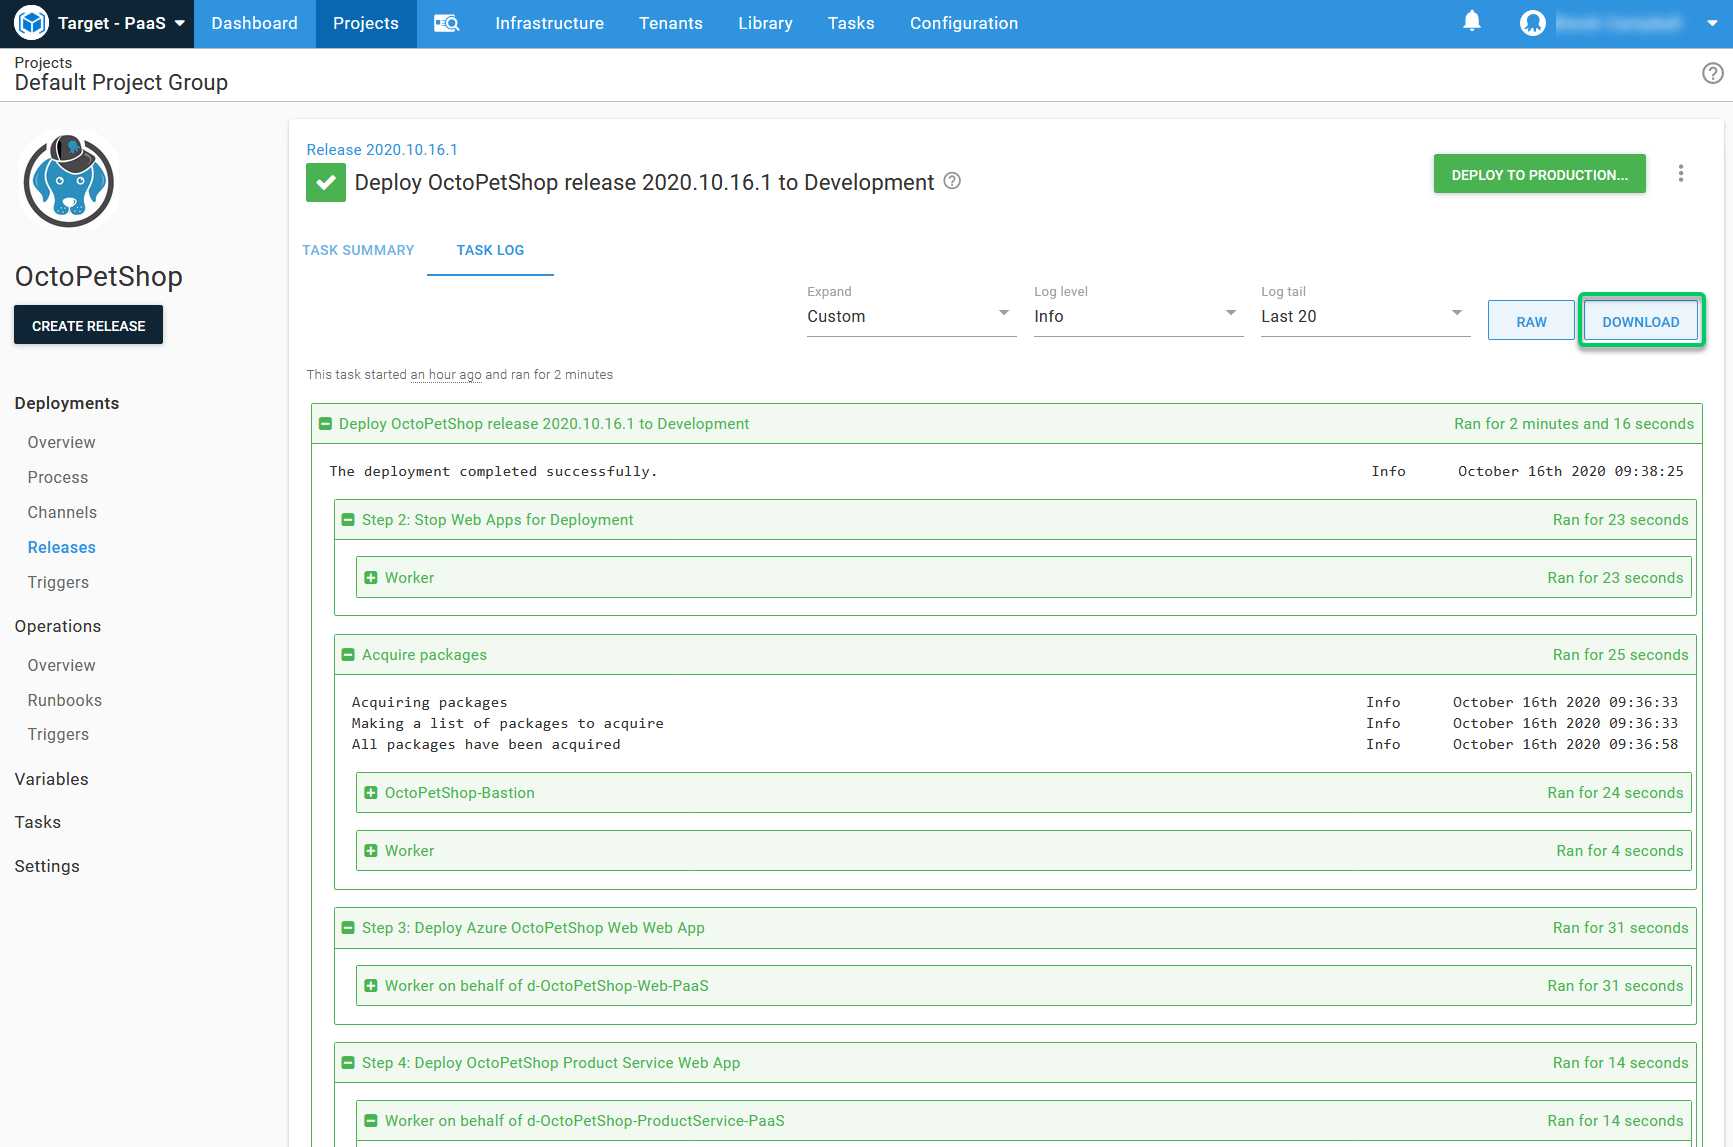 Target - PaaS
Dashboard
Projects
Infrastructure
Tenants
Library
Tasks
Configuration
Projects
Default Project Group
OctoPetShop
CREATE RELEASE
Deployments
Overview
Process
Channels
Releases
Triggers
Operations
Overview
Runbooks
Triggers
Variables
Tasks
Settings
Release 2020.10.16.1
Deploy OctoPetShop release 2020.10.16.1 to Development
DEPLOY TO PRODUCTION...
TASK SUMMARY
TASK LOG
Expand
Custom
Log level
Info
Log tail
Last 20
RAW
DOWNLOAD
This task started an hour ago and ran for 2 minutes
Deploy OctoPetShop release 2020.10.16.1 to Development Ran for 2 minutes and 16 seconds
The deployment completed successfully. Info October 16th 2020 09:38:25
Step 2: Stop Web Apps for Deployment Ran for 23 seconds
Worker Ran for 23 seconds
Acquire packages Ran for 25 seconds
Acquiring packages Info October 16th 2020 09:36:33
Making a list of packages to acquire Info October 16th 2020 09:36:33
All packages have been acquired Info October 16th 2020 09:36:58
OctoPetShop-Bastion Ran for 24 seconds
Worker Ran for 4 seconds
Step 3: Deploy Azure OctoPetShop Web Web App Ran for 31 seconds
Worker on behalf of d-OctoPetShop-Web-PaaS Ran for 31 seconds
Step 4: Deploy OctoPetShop Product Service Web App Ran for 14 seconds
Worker on behalf of d-OctoPetShop-ProductService-PaaS Ran for 14 seconds